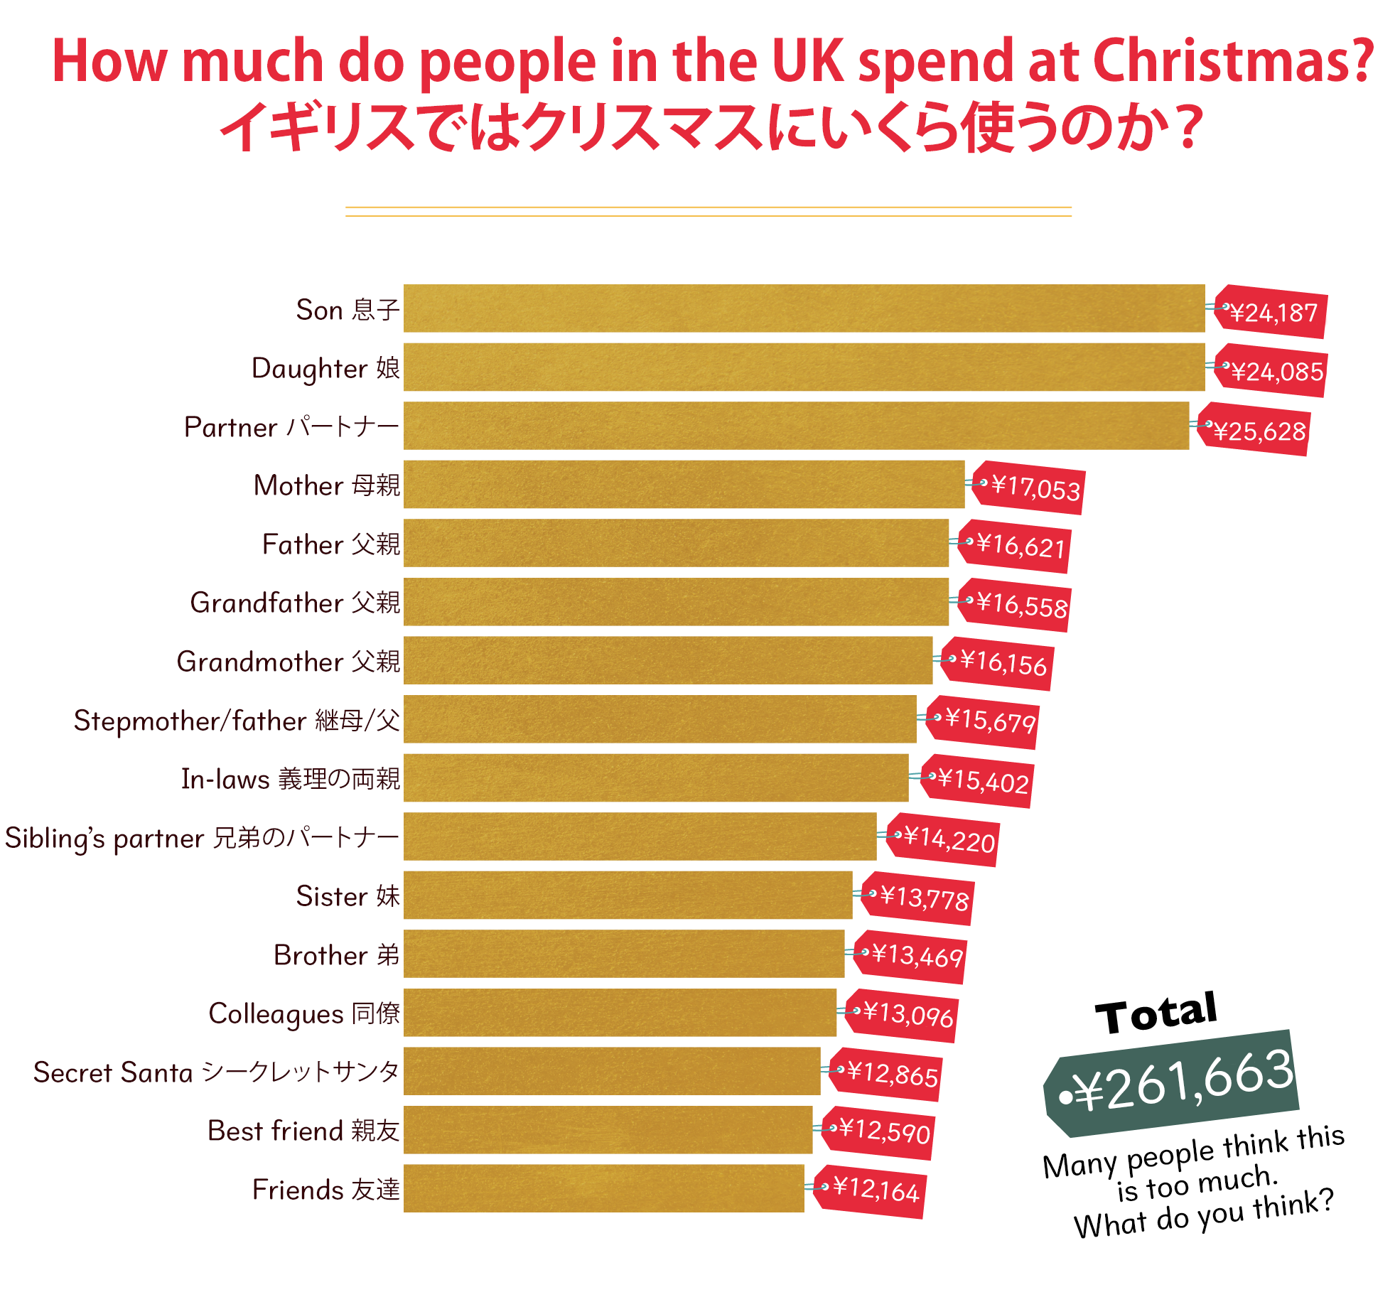 How much do people in the UK spend at Christmas?
イギリスではクリスマスにいくら使うのか？
Son 息子 ¥24,187
Daughter 娘 ¥24,085
Partner パートナー ¥25,628
Mother 母親 ¥17,053
Father 父親 ¥16,621
Grandfather 父親 ¥16,558
Grandmother 父親 ¥16,156
Stepmother/father 継母/父 ¥15,679
In-laws 義理の両親 ¥15,402
Sibling’s partner 兄弟のパートナー ¥14,220
Sister 妹 ¥13,778
Brother 弟 ¥13,469
Colleagues 同僚 ¥13,096
Secret Santa シークレットサンタ ¥12,865
Best friend 親友 ¥12,590
Friends 友達 ¥12,164
Total
¥261,663
Many people think this
is too much.
What do you think?